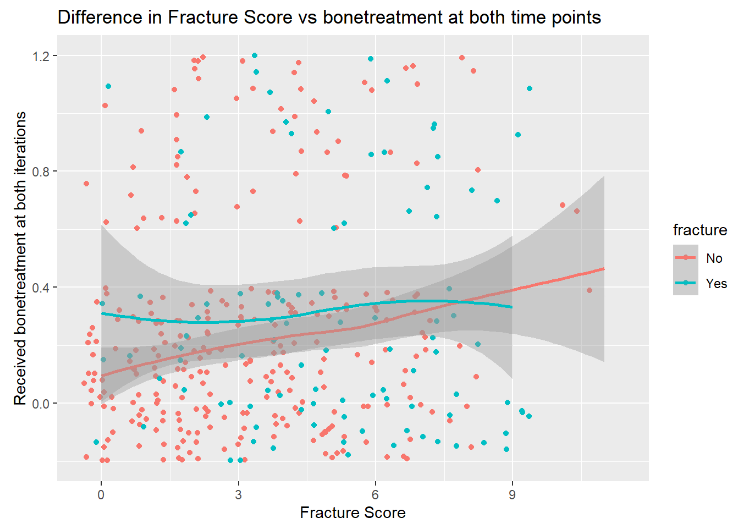 Difference in Fracture Score vs bonetreatment at both time points
1.2
0.8
0.4
0.0
Received bonetreatment at both iterations
0 3 6 9
Fracture Score
fracture
No
Yes